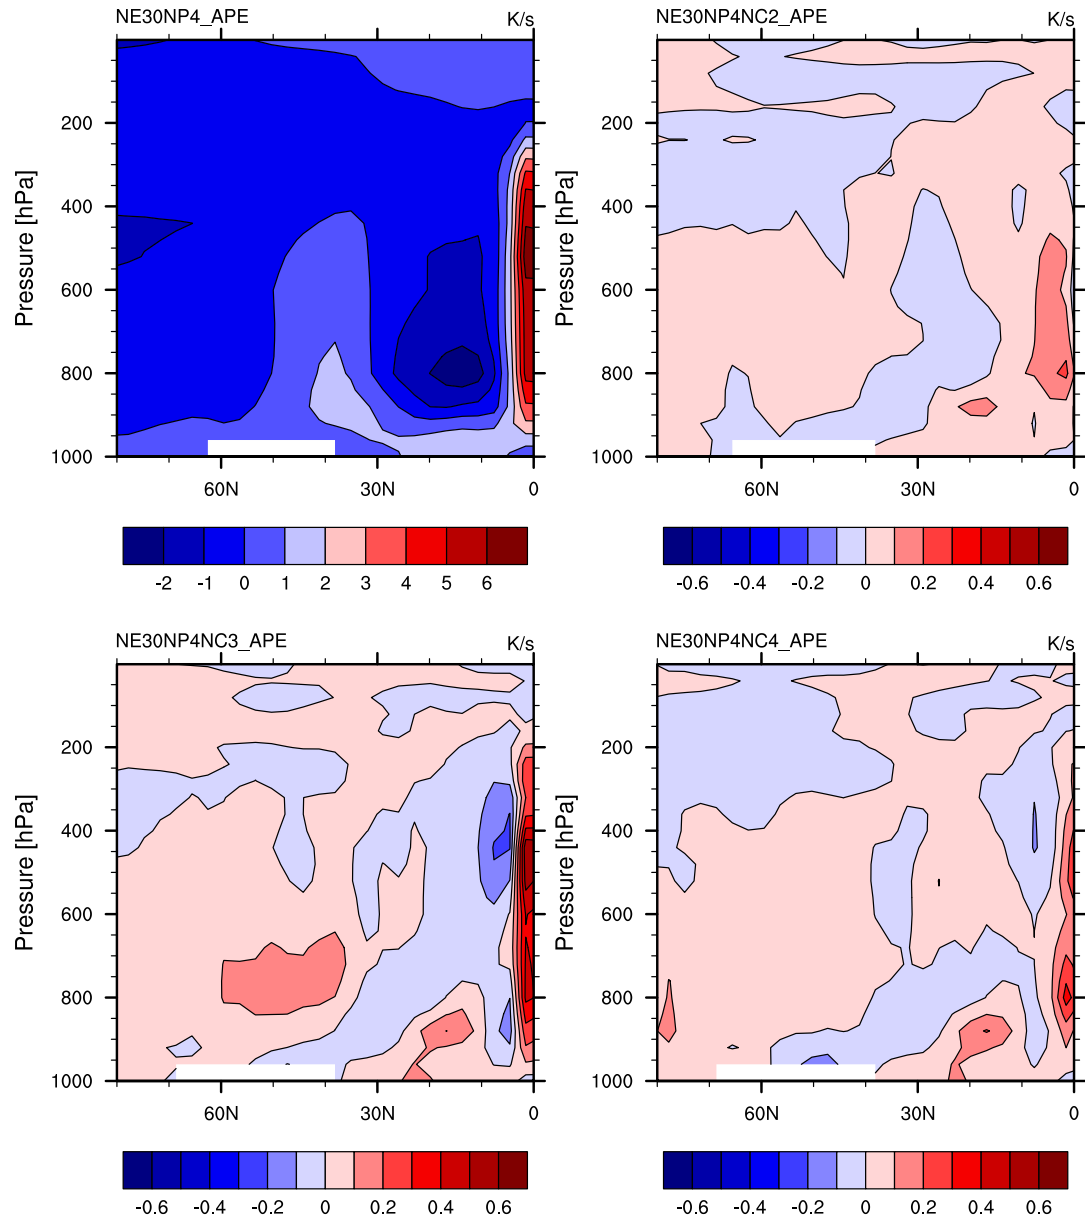 NE30NP4_APE K/s
NE30NP4NC2_APE K/s
Pressure [hPa]
200
400
600
800
1000
60N 30N 0
Pressure [hPa]
200
400
600
800
1000
60N 30N 0
-2 -1 0 1 2 3 4 5 6
-0.6 -0.4 -0.2 0 0.2 0.4 0.6
NE30NP4NC3_APE K/s
NE30NP4NC4_APE K/s
Pressure [hPa]
200
400
600
800
1000
60N 30N 0
Pressure [hPa]
200
400
600
800
1000
60N 30N 0
-0.6 -0.4 -0.2 0 0.2 0.4 0.6
-0.6 -0.4 -0.2 0 0.2 0.4 0.6